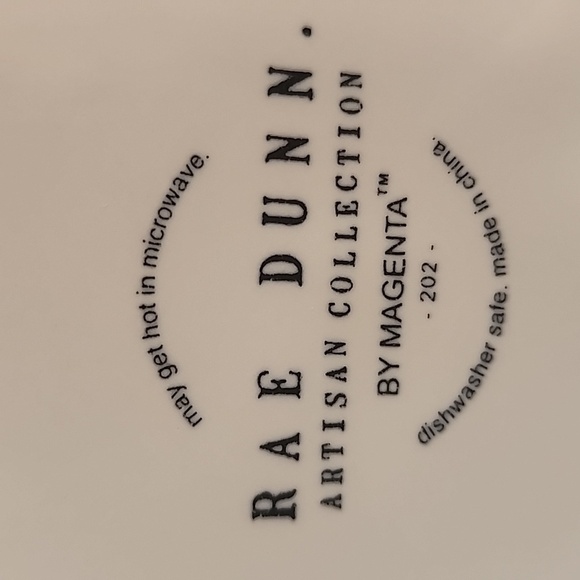 may get hot in microwave.
RAE DUNN.
ARTISAN COLLECTION
BY MAGENTA™
- 202 -
dishwasher safe. made in china.